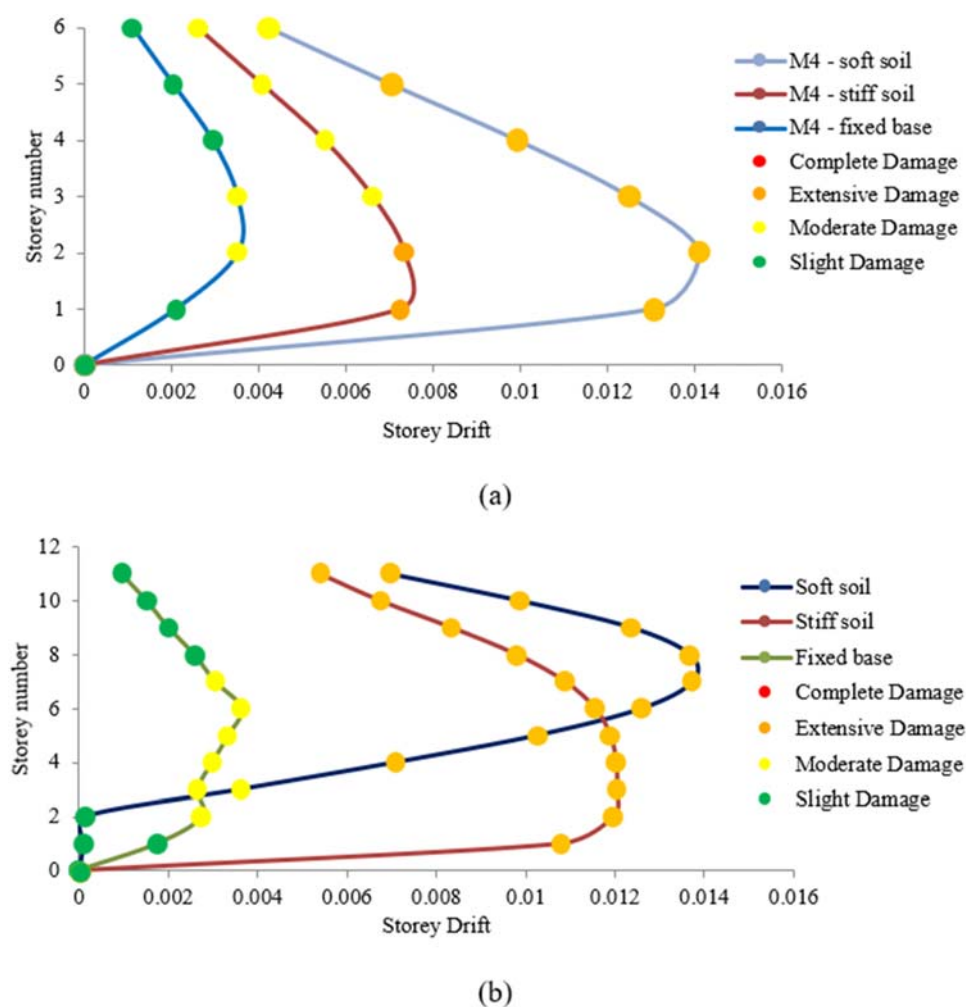 6
5
4
3
2
1
0
Storey number
0 0.002 0.004 0.006 0.008 0.01 0.012 0.014 0.016
Storey Drift
M4 - soft soil
M4 - stiff soil
M4 - fixed base
Complete Damage
Extensive Damage
Moderate Damage
Slight Damage
(a)
12
10
8
6
4
2
0
Storey number
0 0.002 0.004 0.006 0.008 0.01 0.012 0.014 0.016
Storey Drift
Soft soil
Stiff soil
Fixed base
Complete Damage
Extensive Damage
Moderate Damage
Slight Damage
(b)